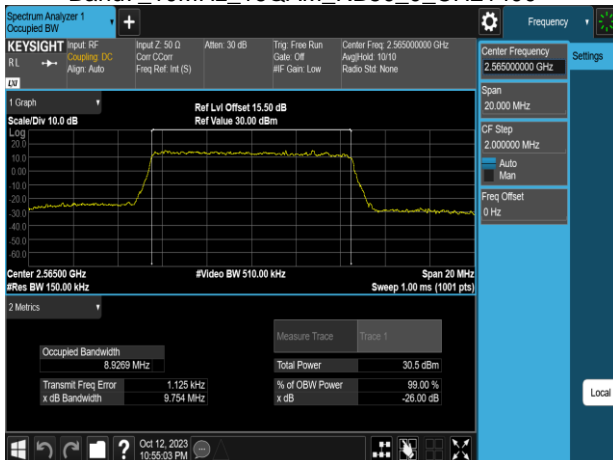 Spectrum Analyzer 1
Occupied BW
Frequency
KEYSIGHT
Input: RF
Input Z: 50 Ω
Atten: 30 dB
Trig: Free Run
Center Freq: 2.565000000 GHz
RL
Coupling: DC
Corr CCorr
Gate: Off
Avg|Hold: 10/10
Align: Auto
Freq Ref: Int (S)
#IF Gain: Low
Radio Std: None
LXI
Center Frequency
2.565000000 GHz
Settings
Span
20.000 MHz
CF Step
2.000000 MHz
Auto
Man
Freq Offset
0 Hz
1 Graph
Ref Lvl Offset 15.50 dB
Scale/Div 10.0 dB
Ref Value 30.00 dBm
Log
20.0
10.0
0.00
-10.0
-20.0
-30.0
-40.0
-50.0
-60.0
Center 2.56500 GHz
#Video BW 510.00 kHz
Span 20 MHz
#Res BW 150.00 kHz
Sweep 1.00 ms (1001 pts)
2 Metrics
Measure Trace
Trace 1
Occupied Bandwidth
8.9269 MHz
Total Power
30.5 dBm
Transmit Freq Error
1.125 kHz
% of OBW Power
99.00 %
x dB Bandwidth
9.754 MHz
x dB
-26.00 dB
Local
Oct 12, 2023
10:55:03 PM